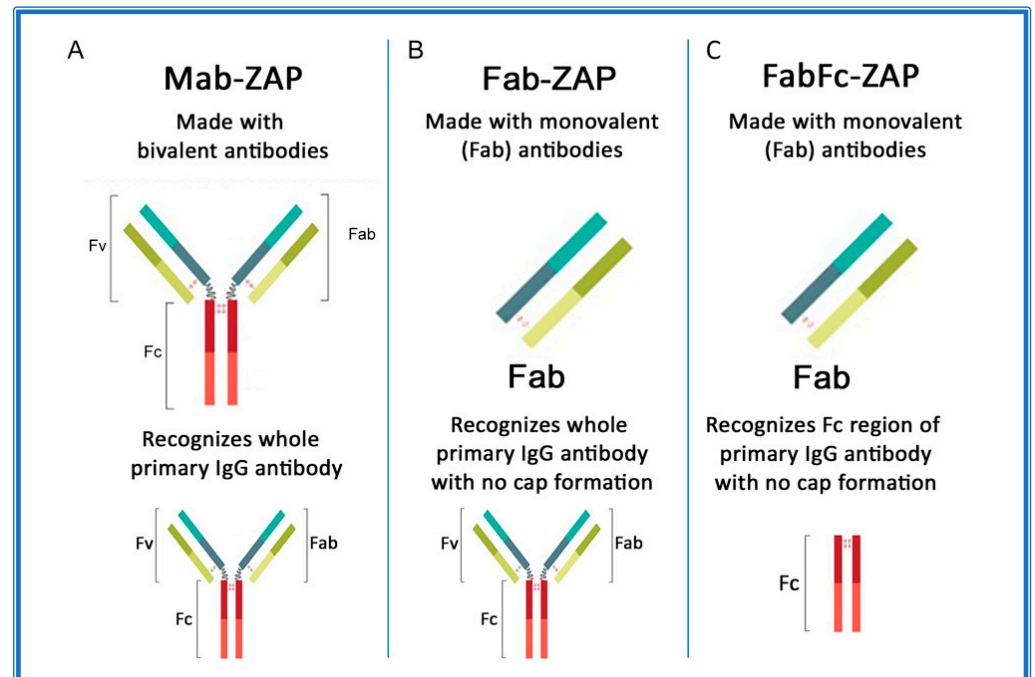 A
Mab-ZAP
Made with
bivalent antibodies
Fv
Fab
Fc
Recognizes whole
primary IgG antibody
Fv
Fab
Fc
B
Fab-ZAP
Made with monovalent
(Fab) antibodies
Fab
Recognizes whole
primary IgG antibody
with no cap formation
Fv
Fab
Fc
C
FabFc-ZAP
Made with monovalent
(Fab) antibodies
Fab
Recognizes Fc region of
primary IgG antibody
with no cap formation
Fc